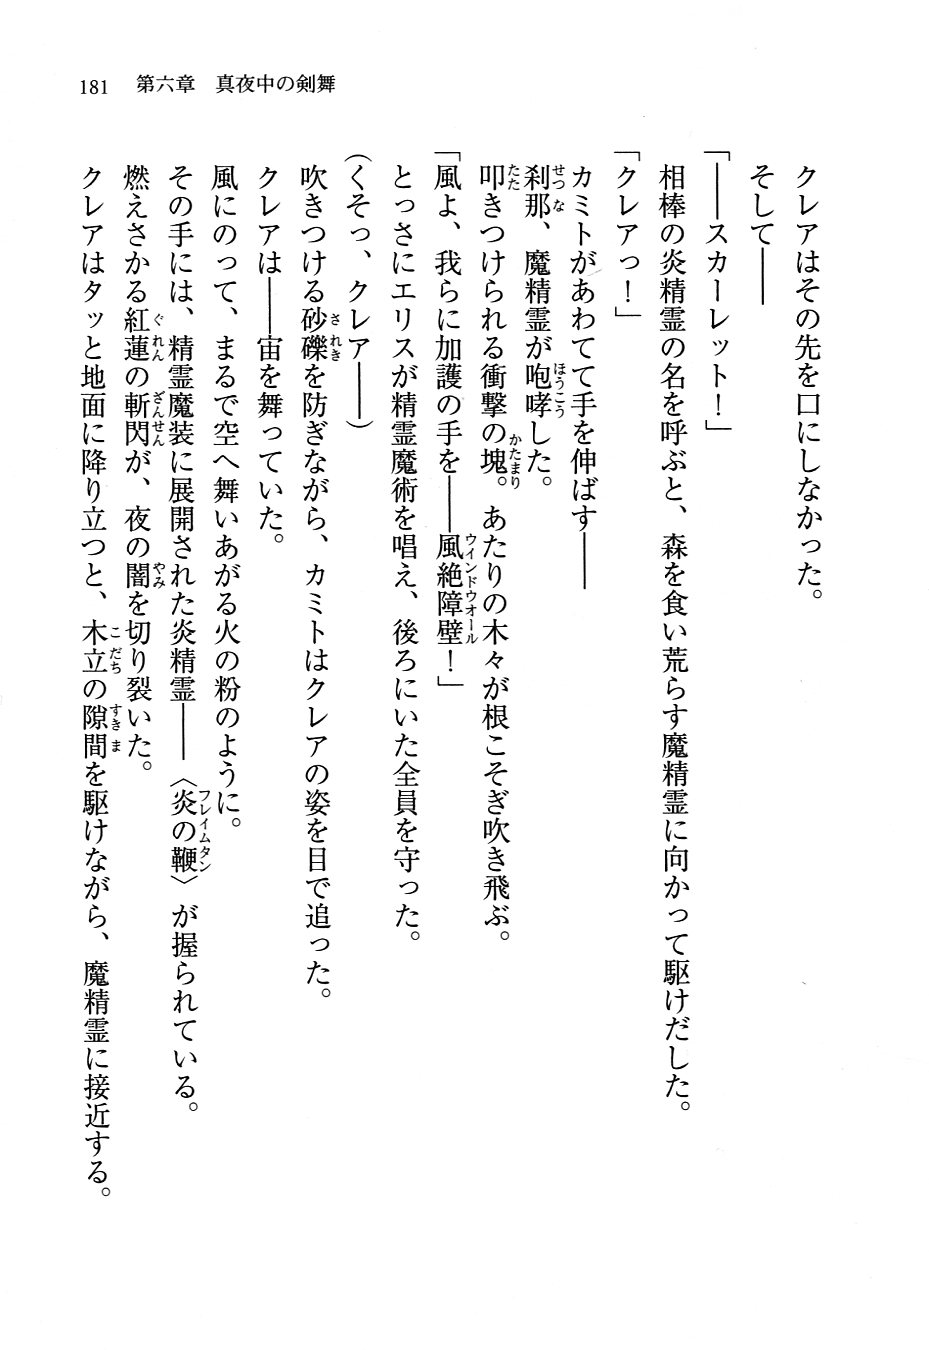 181　第六章　真夜中の剣舞
クレアはその先を口にしなかった。
そして――
「――スカーレット！」
相棒の炎精霊の名を呼ぶと、森を食い荒らす魔精霊に向かって駆けだした。
「クレアっ！」
カミトがあわてて手を伸ばす――
刹那、魔精霊が咆哮した。
叩きつけられる衝撃の塊。あたりの木々が根こそぎ吹き飛ぶ。
「風よ、我らに加護の手を――風絶障壁！」
とっさにエリスが精霊魔術を唱え、後ろにいた全員を守った。
（くそっ、クレア――）
吹きつける砂礫を防ぎながら、カミトはクレアの姿を目で追った。
クレアは――宙を舞っていた。
風にのって、まるで空へ舞いあがる火の粉のように。
その手には、精霊魔装に展開された炎精霊――〈炎の鞭〉が握られている。
燃えさかる紅蓮の斬閃が、夜の闇を切り裂いた。
クレアはタッと地面に降り立つと、木立の隙間を駆けながら、魔精霊に接近する。